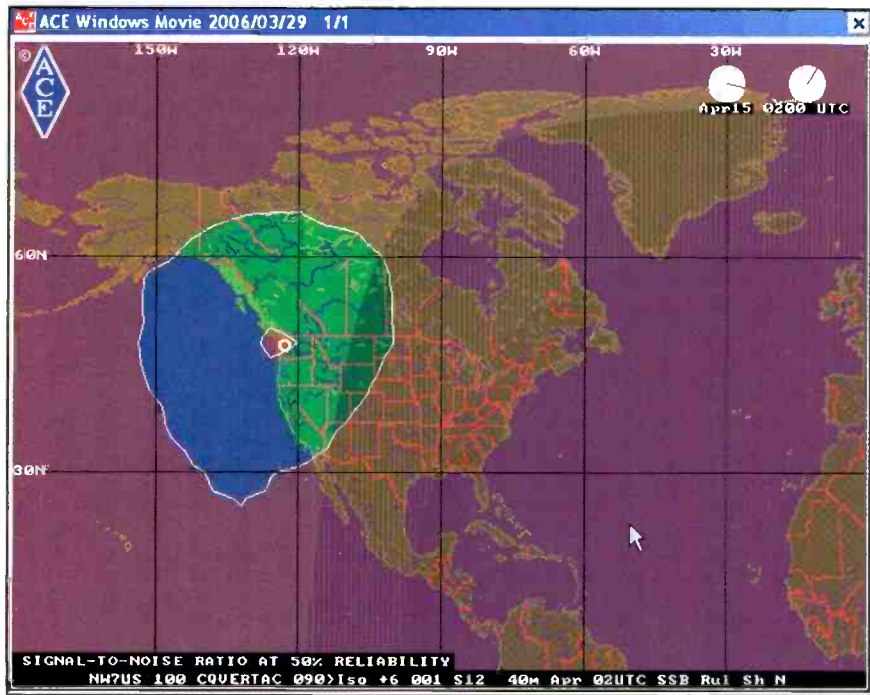 ACE Windows Movie 2006/03/29 1/1
150W 120W 90W 60W 30W
©
ACE
Apr15 0200 UTC
60N
30N
SIGNAL-TO-NOISE RATIO AT 50% RELIABILITY
NW7US 100 CQVERTAC 090>Iso +6 001 S12 40m Apr 02UTC SSB Rul Sh N